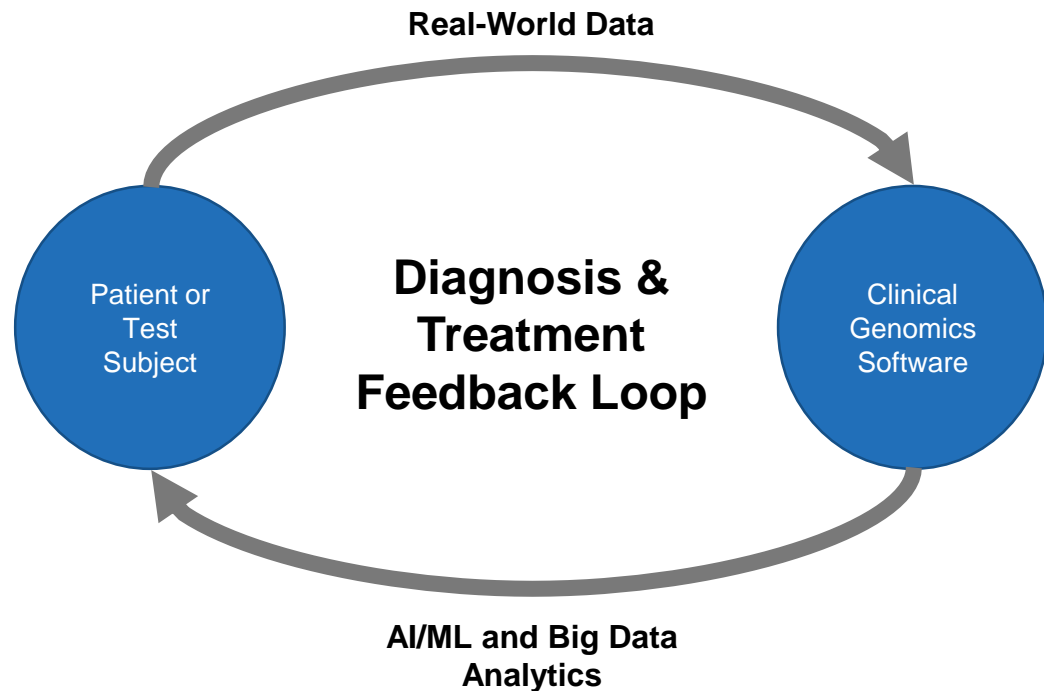 Real-World Data
Patient or
Test
Subject
Diagnosis &
Treatment
Feedback Loop
Clinical
Genomics
Software
AI/ML and Big Data
Analytics